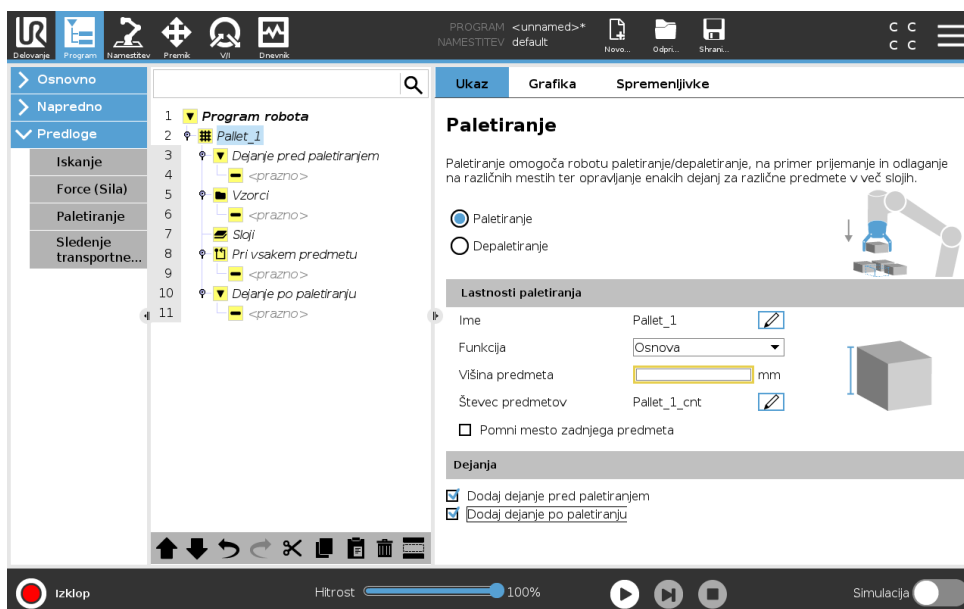 PROGRAM <unnamed>*
NAMESTITEV default
Delovanje Program Namestitev Premik V/I Dnevnik Novo... Odpri... Shrani...
C C
C C
Osnovno
Napredno
Predloge
Iskanje
Force (Sila)
Paletiranje
Sledenje
transportne...
1 Program robota
2 Pallet_1
3 Dejanje pred paletiranjem
4 <prazno>
5 Vzorci
6 <prazno>
7 Sloji
8 Pri vsakem predmetu
9 <prazno>
10 Dejanje po paletiranju
11 <prazno>
Ukaz Grafika Spremenljivke
Paletiranje
Paletiranje omogoča robotu paletiranje/depaletiranje, na primer prijemanje in odlaganje
na različnih mestih ter opravljanje enakih dejanj za različne predmete v več slojih.
Paletiranje
Depaletiranje
Lastnosti paletiranja
Ime Pallet_1
Funkcija Osnova
Višina predmeta mm
Števec predmetov Pallet_1_cnt
Pomni mesto zadnjega predmeta
Dejanja
Dodaj dejanje pred paletiranjem
Dodaj dejanje po paletiranju
Izklop Hitrost 100% Simulacija